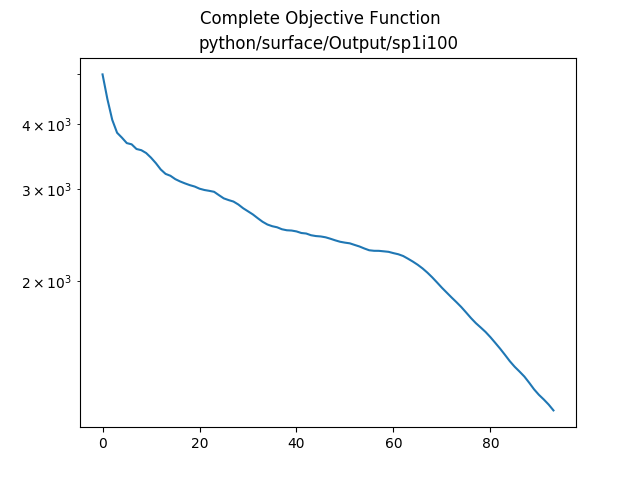 Complete Objective Function
python/surface/Output/sp1i100
4 × 10³
3 × 10³
2 × 10³
0 20 40 60 80